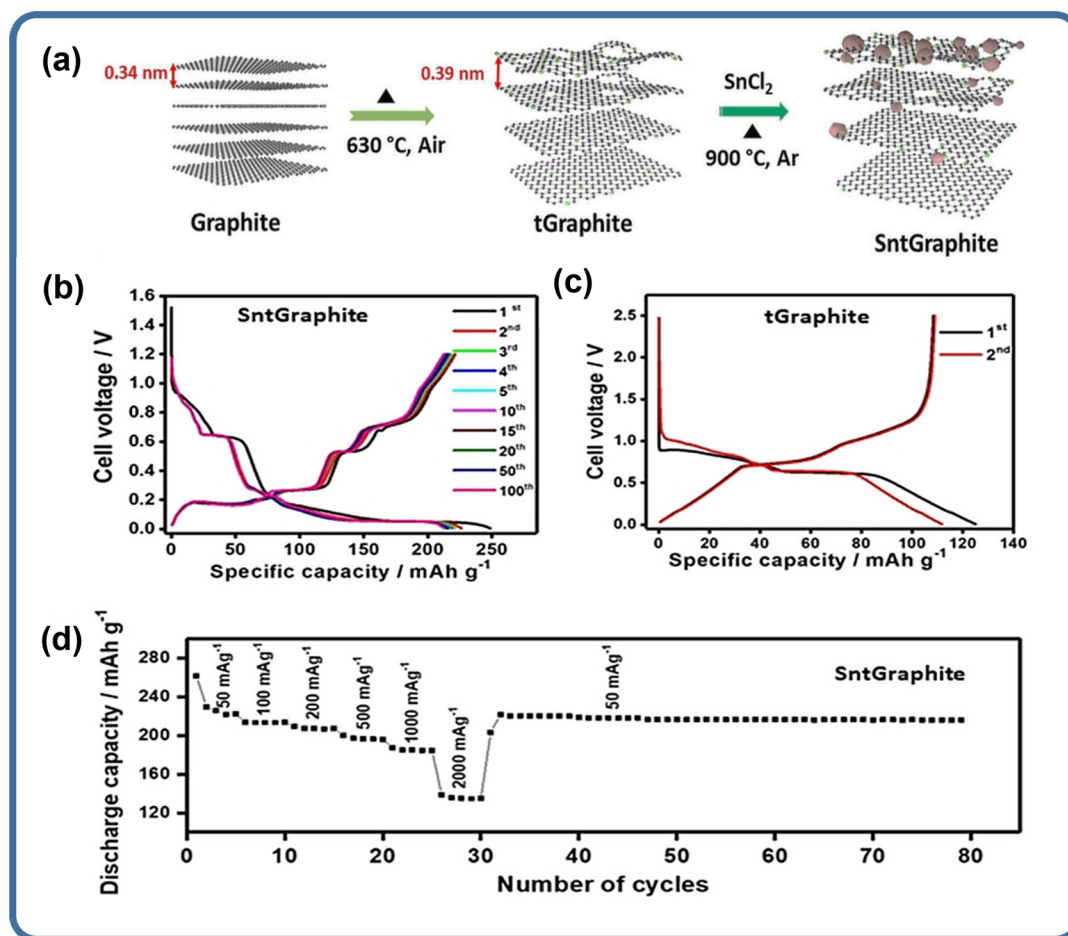 (a)
0.34 nm
Graphite
▲
630 °C, Air
0.39 nm
tGraphite
SnCl₂
▲
900 °C, Ar
SntGraphite
(b)
SntGraphite
Cell voltage / V
1.6
1.4
1.2
1.0
0.8
0.6
0.4
0.2
0.0
1 st
2nd
3rd
4th
5th
10th
15th
20th
50th
100th
0 50 100 150 200 250
Specific capacity / mAh g⁻¹
(c)
tGraphite
Cell voltage / V
2.5
2.0
1.5
1.0
0.5
0.0
1st
2nd
0 20 40 60 80 100 120 140
Specific capacity / mAh g⁻¹
(d)
Discharge capacity / mAh g⁻¹
280
240
200
160
120
50 mAg⁻¹
100 mAg⁻¹
200 mAg⁻¹
500 mAg⁻¹
1000 mAg⁻¹
2000 mAg⁻¹
50 mAg⁻¹
SntGraphite
0 10 20 30 40 50 60 70 80
Number of cycles